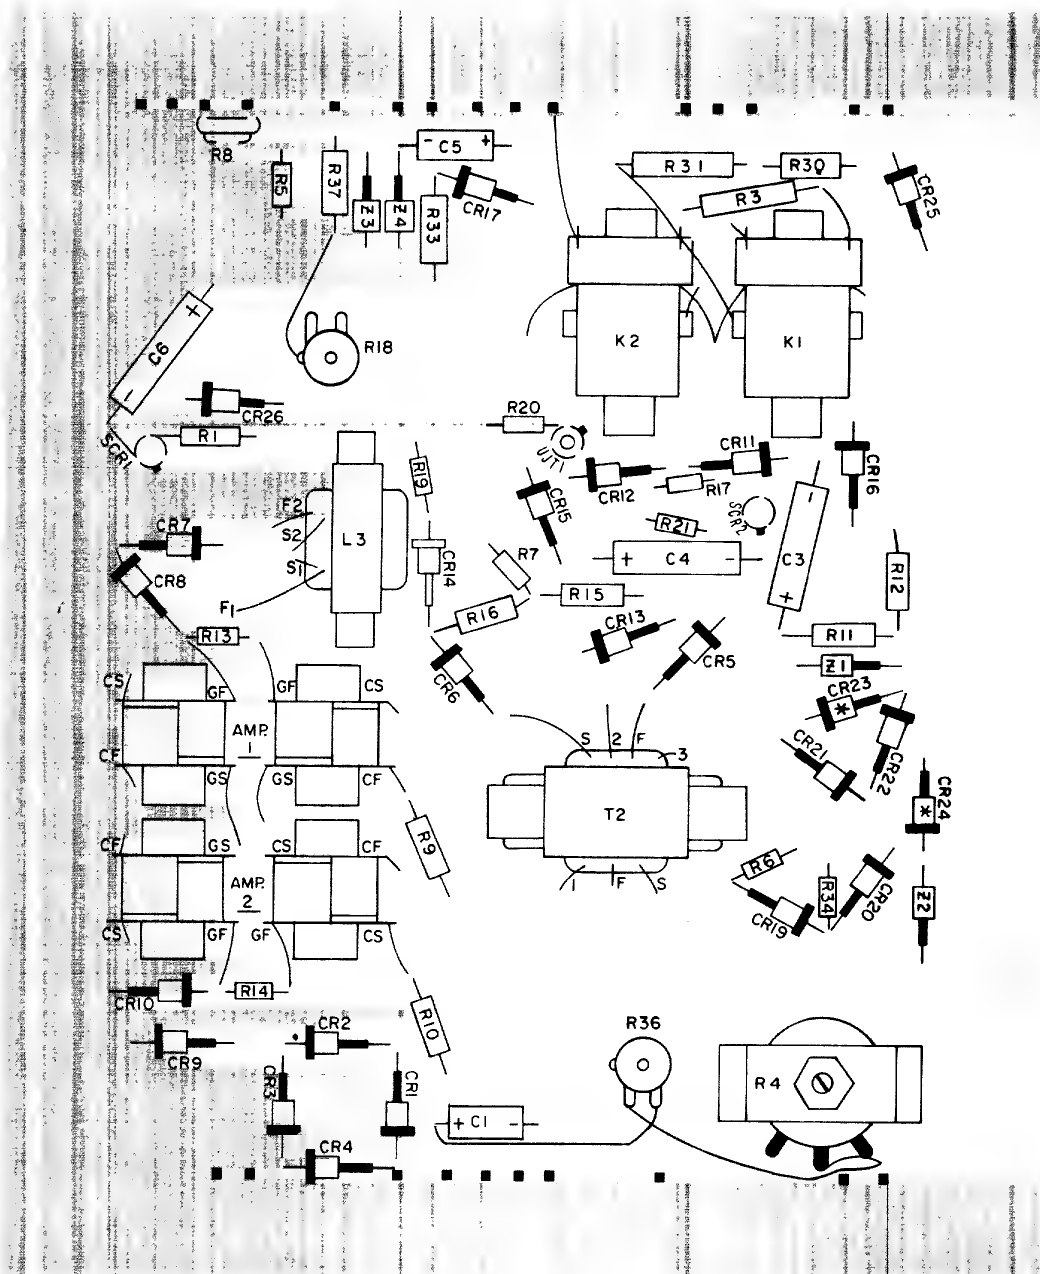 R8
R5
R37
Z3
Z4
- C5 +
CR17
R33
R31
R30
R3
CR25
K2
K1
R18
+
C6
-
CR26
SCR1
R1
R20
UJT1
CR11
CR12
R17
CR16
R19
CR15
SCR2
R21
F2
S2
S1
F1
L3
CR7
CR8
CR14
R7
+ C4 -
-
C3
+
R12
R16
R15
R13
CR13
CR5
R11
CR6
Z1
CR23
*
CR22
CR21
CR24
*
CS
GF
GF
CS
AMP.
1
CF
GS
GS
CF
S
2
F
3
T2
1
F
S
R9
CF
GS
CS
CF
AMP.
2
CS
GF
GF
CS
R6
R34
CR20
CR19
Z2
CR10
R14
R10
CR9
CR2
CR3
CR1
CR4
R36
+ C1 -
R4